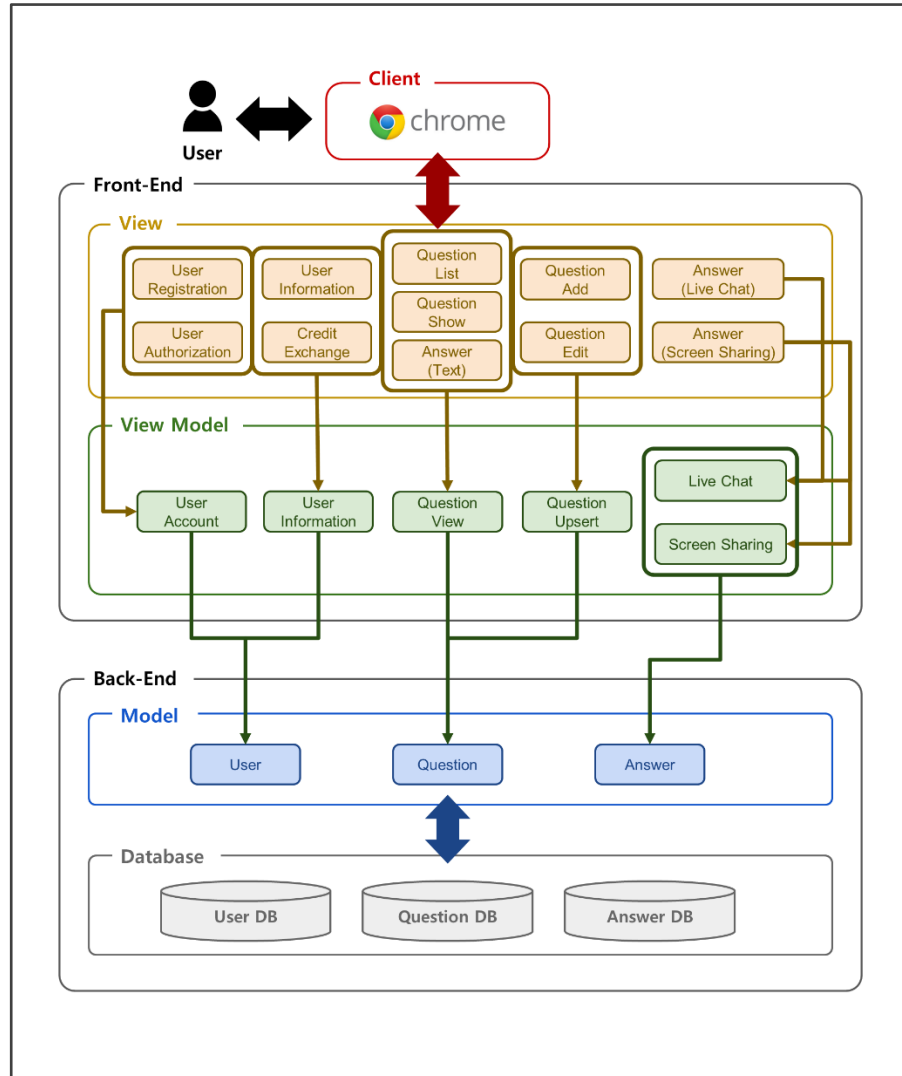 Client
chrome
User
Front-End
View
User
Registration
User
Authorization
User
Information
Credit
Exchange
Question
List
Question
Show
Answer
(Text)
Question
Add
Question
Edit
Answer
(Live Chat)
Answer
(Screen Sharing)
View Model
User
Account
User
Information
Question
View
Question
Upsert
Live Chat
Screen Sharing
Back-End
Model
User
Question
Answer
Database
User DB
Question DB
Answer DB